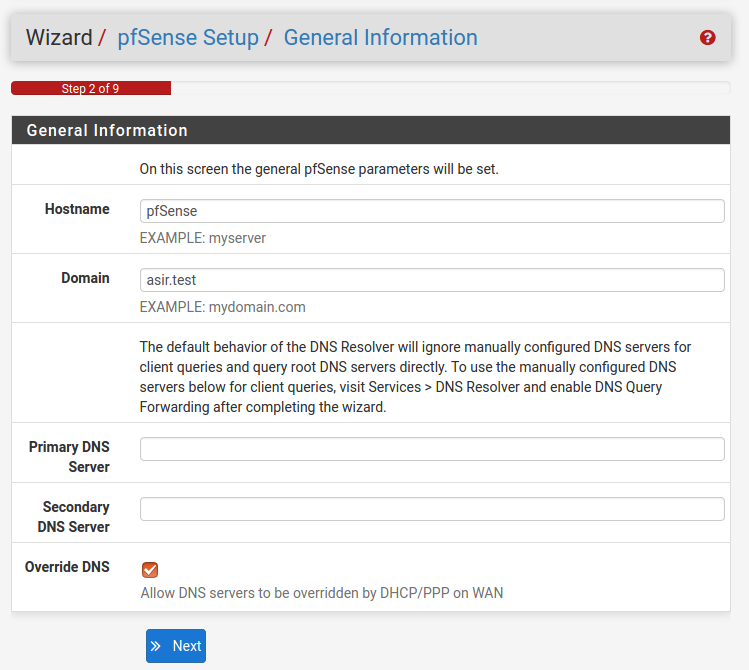 Wizard / pfSense Setup / General Information
Step 2 of 9
General Information
On this screen the general pfSense parameters will be set.
Hostname
pfSense
EXAMPLE: myserver
Domain
asir.test
EXAMPLE: mydomain.com
The default behavior of the DNS Resolver will ignore manually configured DNS servers for
client queries and query root DNS servers directly. To use the manually configured DNS
servers below for client queries, visit Services > DNS Resolver and enable DNS Query
Forwarding after completing the wizard.
Primary DNS
Server
Secondary
DNS Server
Override DNS
Allow DNS servers to be overridden by DHCP/PPP on WAN
» Next